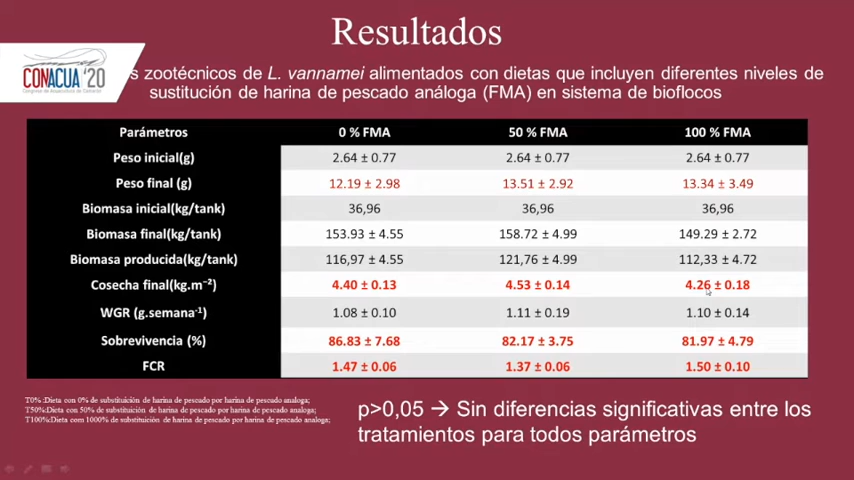 Resultados
CONACUA '20
s zootécnicos de L. vannamei alimentados con dietas que incluyen diferentes niveles de
sustitución de harina de pescado análoga (FMA) en sistema de bioflocos
Parámetros 0 % FMA 50 % FMA 100 % FMA
Peso inicial(g) 2.64 ± 0.77 2.64 ± 0.77 2.64 ± 0.77
Peso final (g) 12.19 ± 2.98 13.51 ± 2.92 13.34 ± 3.49
Biomasa inicial(kg/tank) 36,96 36,96 36,96
Biomasa final(kg/tank) 153.93 ± 4.55 158.72 ± 4.99 149.29 ± 2.72
Biomasa producida(kg/tank) 116,97 ± 4.55 121,76 ± 4.99 112,33 ± 4.72
Cosecha final(kg.m⁻²) 4.40 ± 0.13 4.53 ± 0.14 4.26 ± 0.18
WGR (g.semana⁻¹) 1.08 ± 0.10 1.11 ± 0.19 1.10 ± 0.14
Sobrevivencia (%) 86.83 ± 7.68 82.17 ± 3.75 81.97 ± 4.79
FCR 1.47 ± 0.06 1.37 ± 0.06 1.50 ± 0.10
T0% :Dieta con 0% de substitución de harina de pescado por harina de pescado analoga;
T50%:Dieta con 50% de substitución de harina de pescado por harina de pescado analoga;
T100%:Dieta com 1000% de substitución de harina de pescado por harina de pescado analoga;
p>0,05 → Sin diferencias significativas entre los
tratamientos para todos parámetros